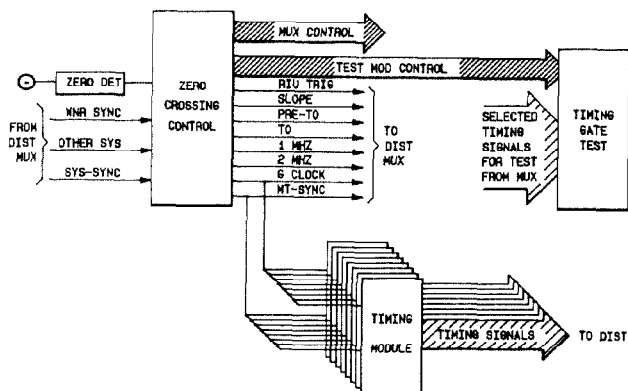 MUX CONTROL
TEST MOD CONTROL
ZERO DET
ZERO
CROSSING
CONTROL
FROM
DIST
MUX
WNR SYNC
OTHER SYS
SYS-SYNC
RIU TRIG
SLOPE
PRE-TO
TO
1 MHZ
2 MHZ
G CLOCK
MT-SYNC
TO
DIST
MUX
SELECTED
TIMING
SIGNALS
FOR TEST
FROM MUX
TIMING
GATE
TEST
TIMING
MODULE
TIMING SIGNALS
TO DIST